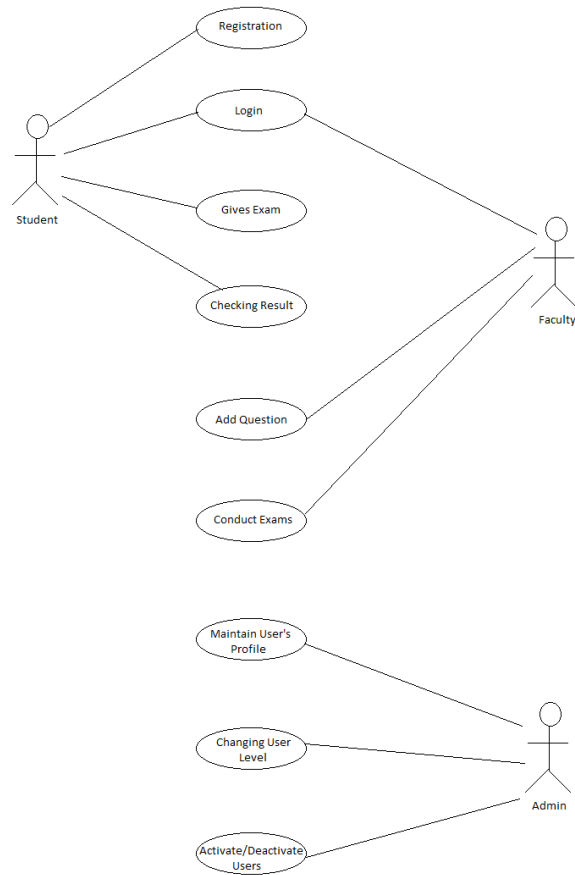 Registration
Login
Student
Gives Exam
Checking Result
Faculty
Add Question
Conduct Exams
Maintain User's
Profile
Changing User
Level
Admin
Activate/Deactivate
Users